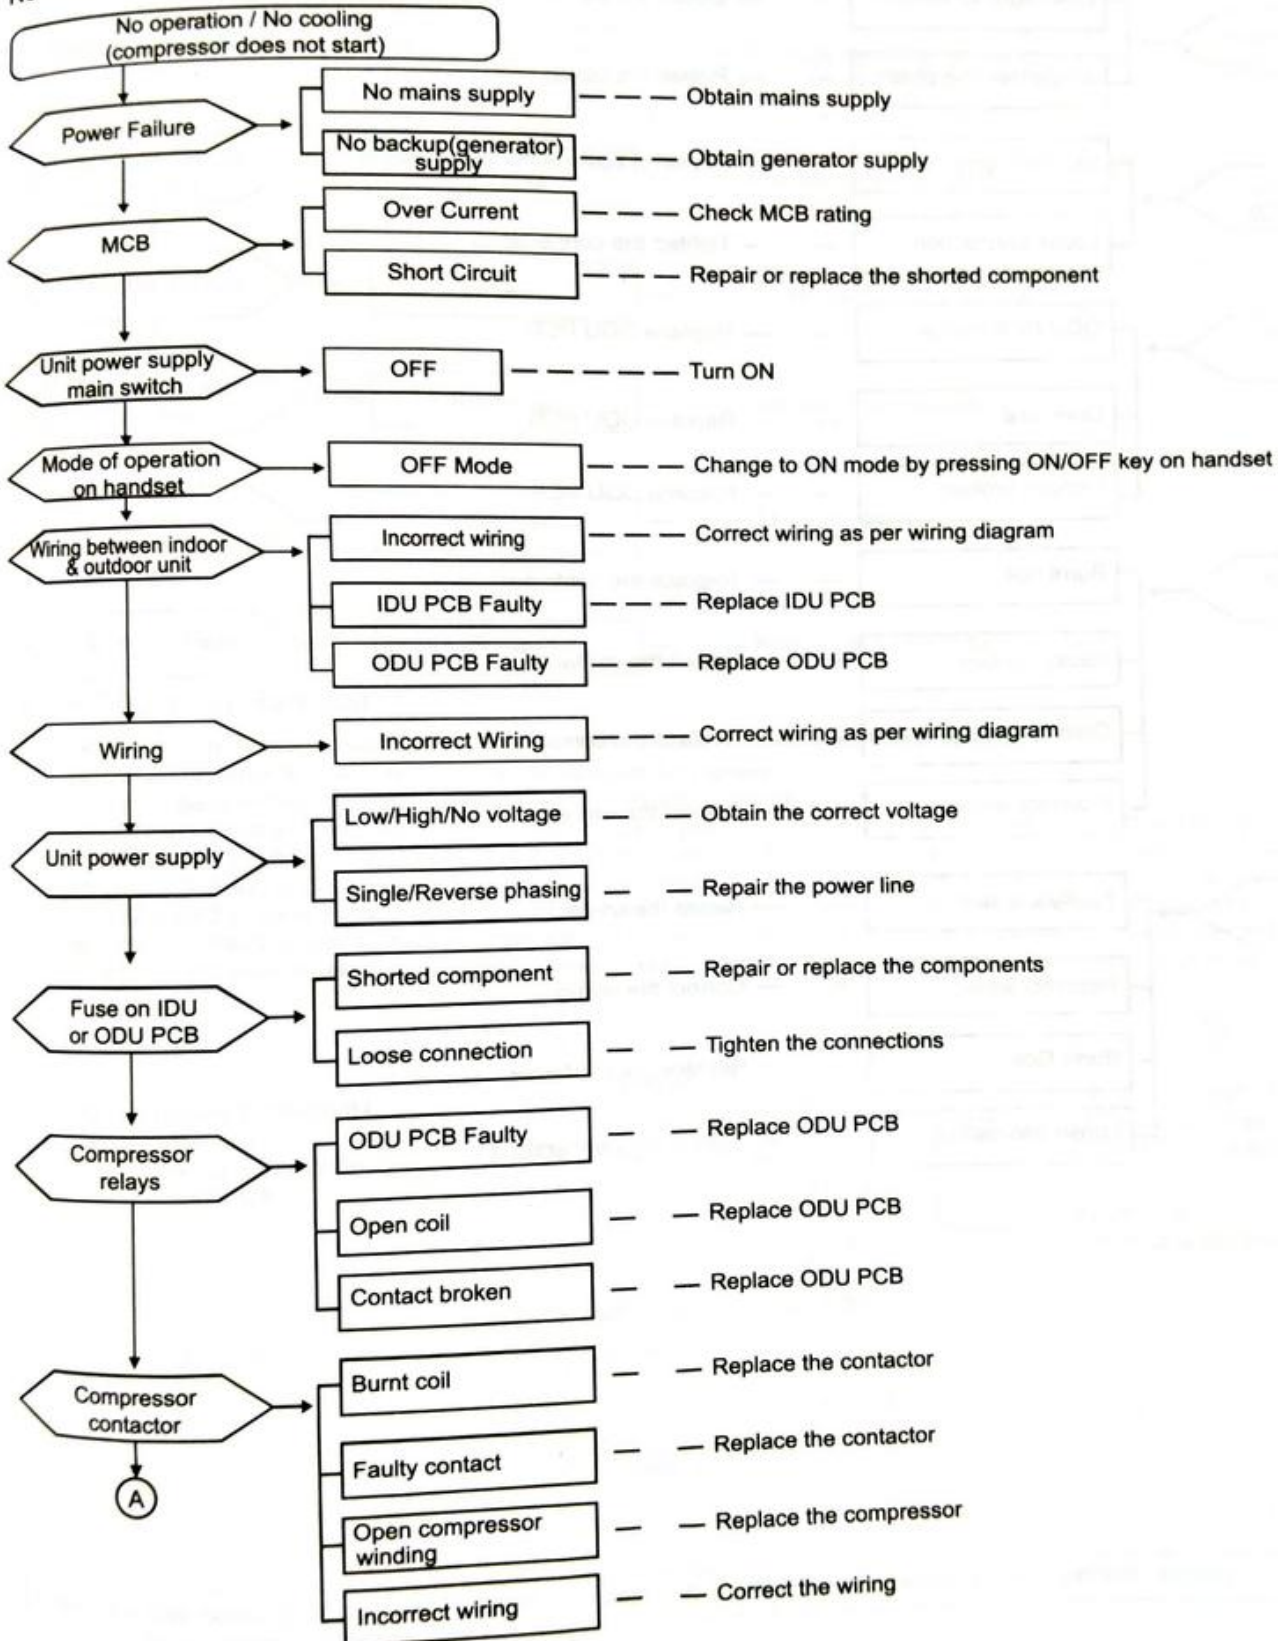 No operation / No cooling
(compressor does not start)
Power Failure
No mains supply
Obtain mains supply
No backup(generator)
supply
Obtain generator supply
MCB
Over Current
Check MCB rating
Short Circuit
Repair or replace the shorted component
Unit power supply
main switch
OFF
Turn ON
Mode of operation
on handset
OFF Mode
Change to ON mode by pressing ON/OFF key on handset
Wiring between indoor
& outdoor unit
Incorrect wiring
Correct wiring as per wiring diagram
IDU PCB Faulty
Replace IDU PCB
ODU PCB Faulty
Replace ODU PCB
Wiring
Incorrect Wiring
Correct wiring as per wiring diagram
Unit power supply
Low/High/No voltage
Obtain the correct voltage
Single/Reverse phasing
Repair the power line
Fuse on IDU
or ODU PCB
Shorted component
Repair or replace the components
Loose connection
Tighten the connections
Compressor
relays
ODU PCB Faulty
Replace ODU PCB
Open coil
Replace ODU PCB
Contact broken
Replace ODU PCB
Compressor
contactor
Burnt coil
Replace the contactor
Faulty contact
Replace the contactor
Open compressor
winding
Replace the compressor
Incorrect wiring
Correct the wiring
A